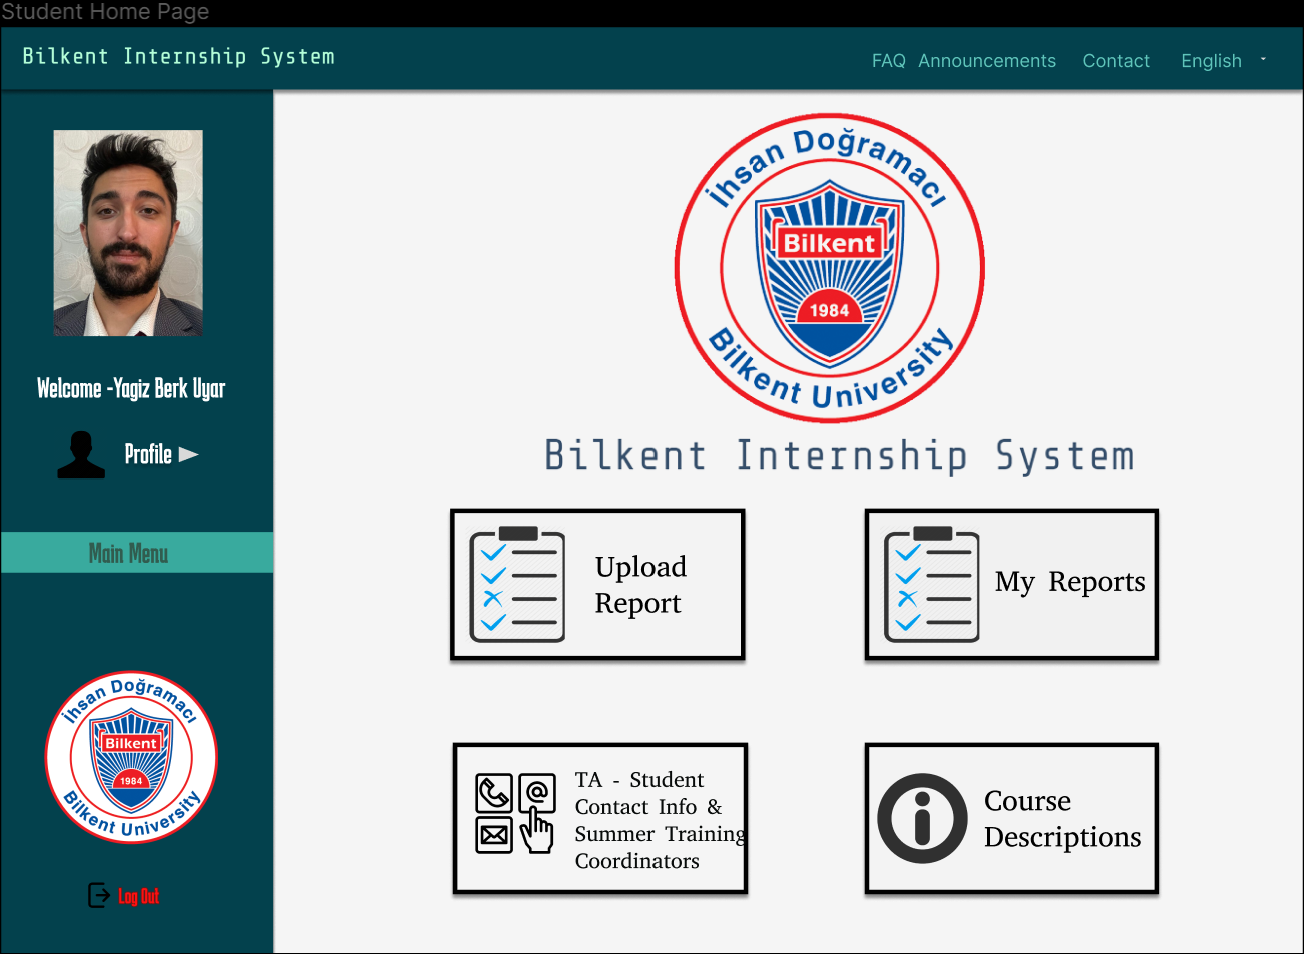 Student Home Page
Bilkent Internship System
FAQ Announcements Contact English
İhsan Doğramacı
Bilkent
1984
Bilkent University
Welcome -Yagiz Berk Uyar
Profile
Bilkent Internship System
Main Menu
Upload
Report
My Reports
İhsan Doğramacı
Bilkent
1984
Bilkent University
TA - Student
Contact Info &
Summer Training
Coordinators
Course
Descriptions
Log Out